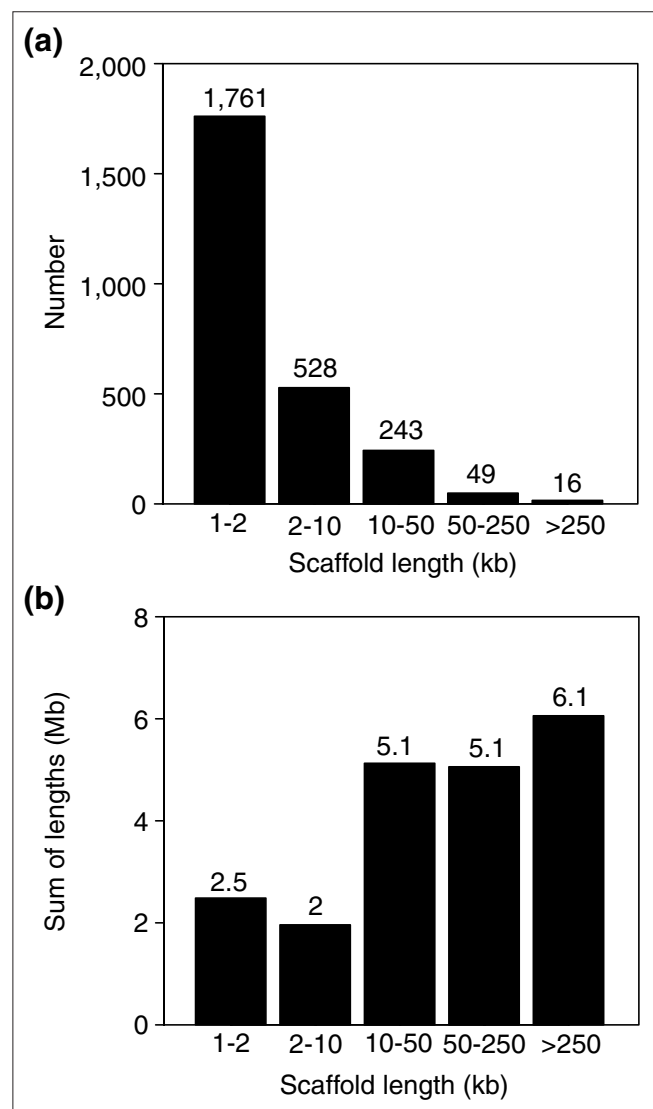 (a)
2,000
1,500
1,000
500
0
Number
1,761
528
243
49
16
1-2 2-10 10-50 50-250 >250
Scaffold length (kb)
(b)
8
6
4
2
0
Sum of lengths (Mb)
2.5
2
5.1
5.1
6.1
1-2 2-10 10-50 50-250 >250
Scaffold length (kb)